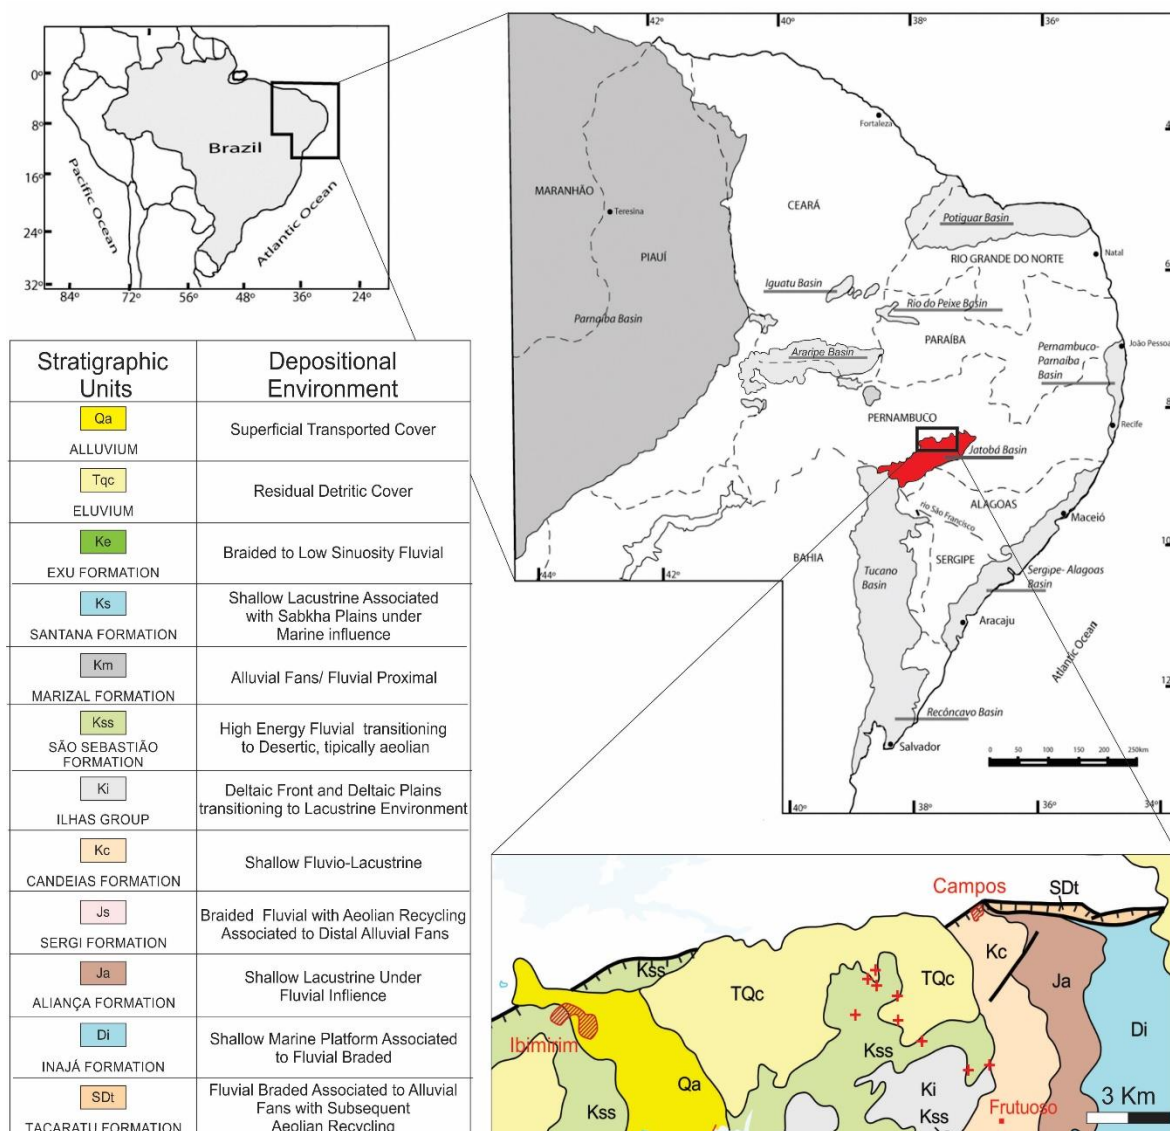 0°
8°
16°
24°
32°
84°
72°
56°
48°
36°
24°
Brazil
Pacific Ocean
Atlantic Ocean
42°
40°
38°
36°
Fortaleza
MARANHÃO
Teresina
CEARÁ
PIAUÍ
Potiguar Basin
RIO GRANDE DO NORTE
Natal
Iguatu Basin
Rio do Peixe Basin
Parnaíba Basin
PARAÍBA
João Pessoa
Araripe Basin
Pernambuco-
Parnaíba
Basin
PERNAMBUCO
Recife
Jatobá Basin
ALAGOAS
rio São Francisco
Maceió
BAHIA
SERGIPE
Tucano
Basin
Sergipe- Alagoas
Basin
Aracaju
Atlantic Ocean
Recôncavo Basin
Salvador
44°
42°
4
6
8
10
12
0 50 100 150 200 250km
40°
38°
36°
34°
Stratigraphic
Units
Depositional
Environment
Qa
ALLUVIUM
Superficial Transported Cover
Tqc
ELUVIUM
Residual Detritic Cover
Ke
EXU FORMATION
Braided to Low Sinuosity Fluvial
Ks
SANTANA FORMATION
Shallow Lacustrine Associated
with Sabkha Plains under
Marine influence
Km
MARIZAL FORMATION
Alluvial Fans/ Fluvial Proximal
Kss
SÃO SEBASTIÃO
FORMATION
High Energy Fluvial transitioning
to Desertic, tipically aeolian
Ki
ILHAS GROUP
Deltaic Front and Deltaic Plains
transitioning to Lacustrine Environment
Kc
CANDEIAS FORMATION
Shallow Fluvio-Lacustrine
Js
SERGI FORMATION
Braided Fluvial with Aeolian Recycling
Associated to Distal Alluvial Fans
Ja
ALIANÇA FORMATION
Shallow Lacustrine Under
Fluvial Inflience
Di
INAJÁ FORMATION
Shallow Marine Platform Associated
to Fluvial Braded
SDt
TACARATU FORMATION
Fluvial Braded Associated to Alluvial
Fans with Subsequent
Aeolian Recycling
Campos
SDt
Kss
Kc
TQc
TQc
Ja
Di
Ibimirim
Kss
Qa
Ki
Kss
Kss
Frutuoso
3 Km